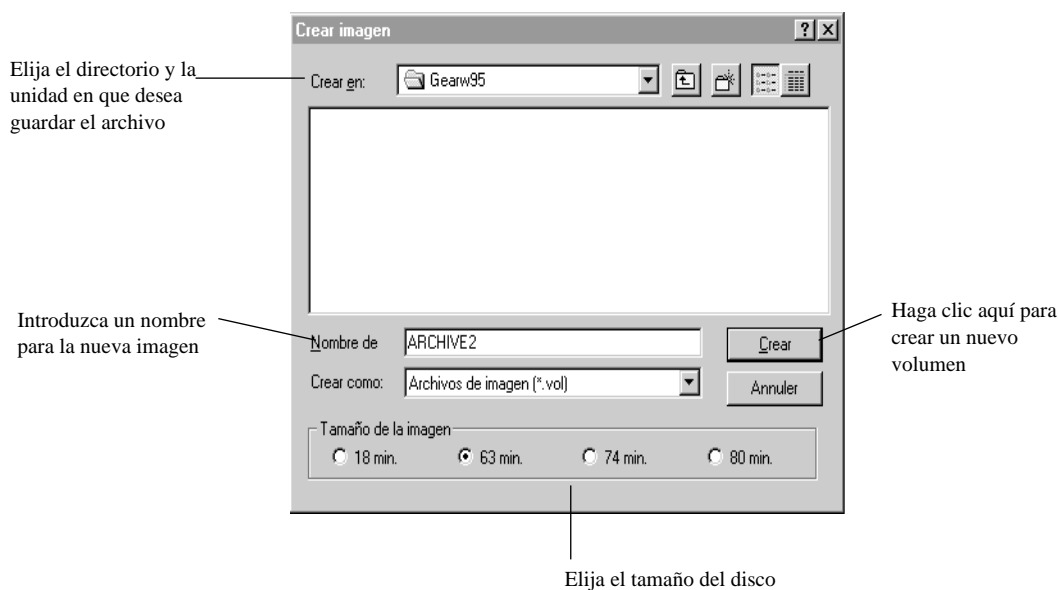 Crear imagen
Elija el directorio y la
unidad en que desea
guardar el archivo
Crear en:
Gearw95
Introduzca un nombre
para la nueva imagen
Nombre de
ARCHIVE2
Crear
Haga clic aquí para
crear un nuevo
volumen
Crear como:
Archivos de imagen (*.vol)
Annuler
Tamaño de la imagen
18 min.
63 min.
74 min.
80 min.
Elija el tamaño del disco